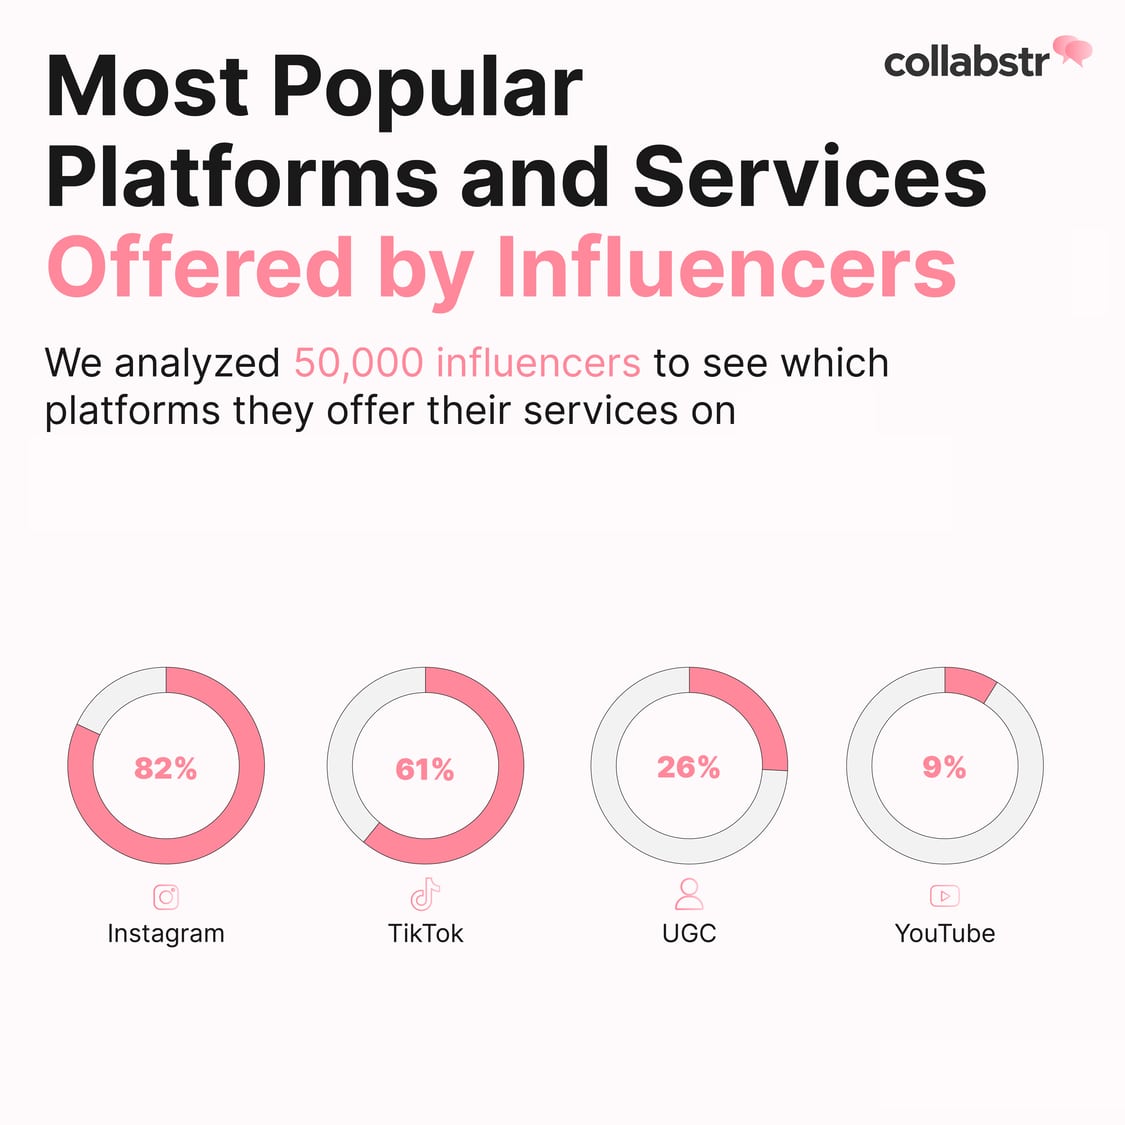 collabstr
Most Popular
Platforms and Services
Offered by Influencers
We analyzed 50,000 influencers to see which
platforms they offer their services on
82%
61%
26%
9%
Instagram
TikTok
UGC
YouTube